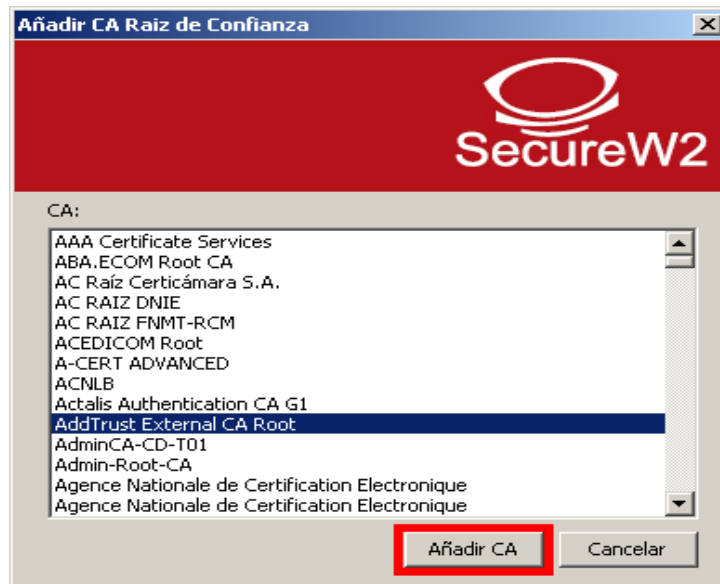 Añadir CA Raiz de Confianza
SecureW2
CA:
AAA Certificate Services
ABA.ECOM Root CA
AC Raíz Certicámara S.A.
AC RAIZ DNIE
AC RAIZ FNMT-RCM
ACEDICOM Root
A-CERT ADVANCED
ACNLB
Actalis Authentication CA G1
AddTrust External CA Root
AdminCA-CD-T01
Admin-Root-CA
Agence Nationale de Certification Electronique
Agence Nationale de Certification Electronique
Añadir CA
Cancelar